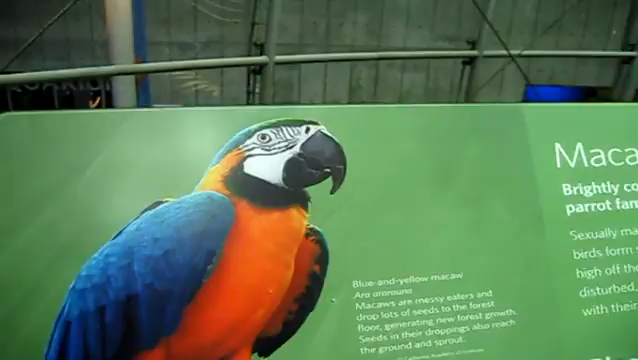 Maca
Brightly co
parrot fam
Sexually ma
birds form s
high off th
disturbed.
with their
Blue-and-yellow macaw
Ara ararauna
Macaws are messy eaters and
drop lots of seeds to the forest
floor, generating new forest growth.
Seeds in their droppings also reach
the ground and sprout.